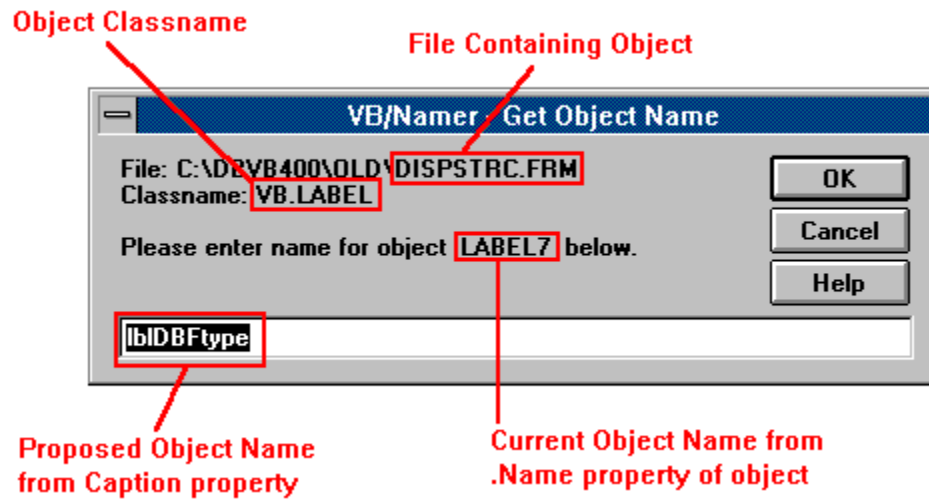 Object Classname
File Containing Object
VB/Namer - Get Object Name
File: C:\DBVB400\OLD\DISPSTRC.FRM
Classname: VB.LABEL
OK
Please enter name for object LABEL7 below.
Cancel
Help
lblDBFtype
Proposed Object Name
from Caption property
Current Object Name from
.Name property of object